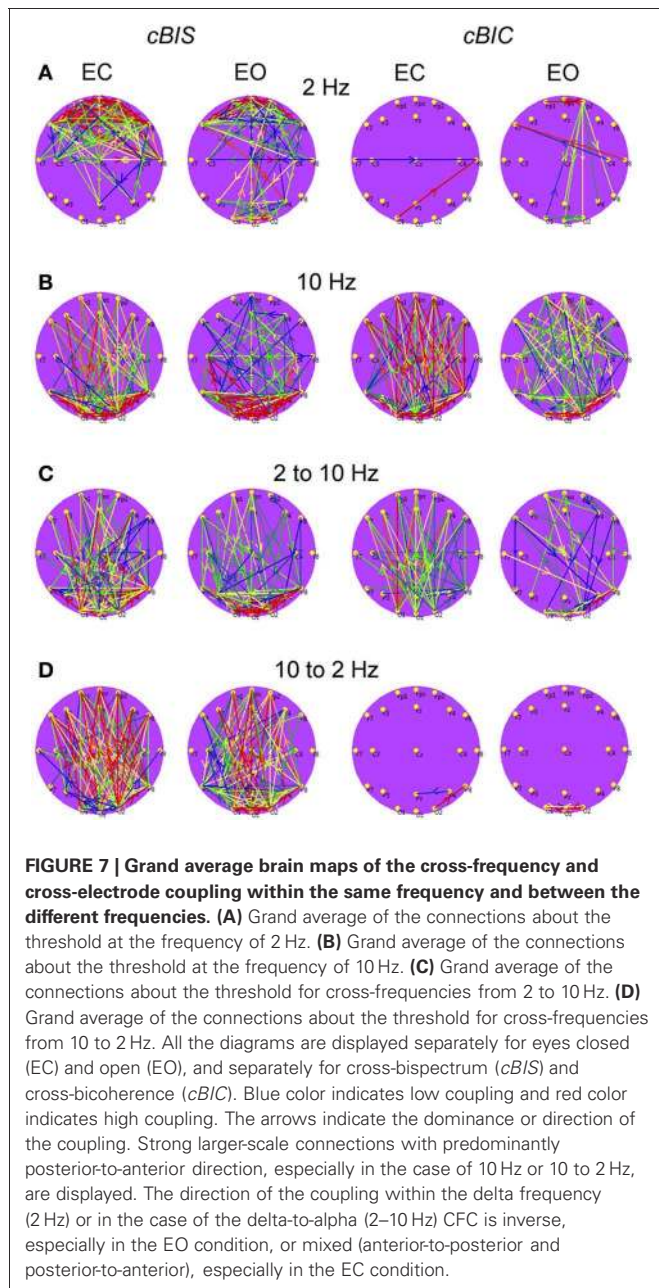 cBIS cBIC
A EC EO 2 Hz EC EO
B 10 Hz
C 2 to 10 Hz
D 10 to 2 Hz
FIGURE 7 | Grand average brain maps of the cross-frequency and
cross-electrode coupling within the same frequency and between the
different frequencies. (A) Grand average of the connections about the
threshold at the frequency of 2 Hz. (B) Grand average of the connections
about the threshold at the frequency of 10 Hz. (C) Grand average of the
connections about the threshold for cross-frequencies from 2 to 10 Hz. (D)
Grand average of the connections about the threshold for cross-frequencies
from 10 to 2 Hz. All the diagrams are displayed separately for eyes closed
(EC) and open (EO), and separately for cross-bispectrum (cBIS) and
cross-bicoherence (cBIC). Blue color indicates low coupling and red color
indicates high coupling. The arrows indicate the dominance or direction of
the coupling. Strong larger-scale connections with predominantly
posterior-to-anterior direction, especially in the case of 10 Hz or 10 to 2 Hz,
are displayed. The direction of the coupling within the delta frequency
(2 Hz) or in the case of the delta-to-alpha (2–10 Hz) CFC is inverse,
especially in the EO condition, or mixed (anterior-to-posterior and
posterior-to-anterior), especially in the EC condition.